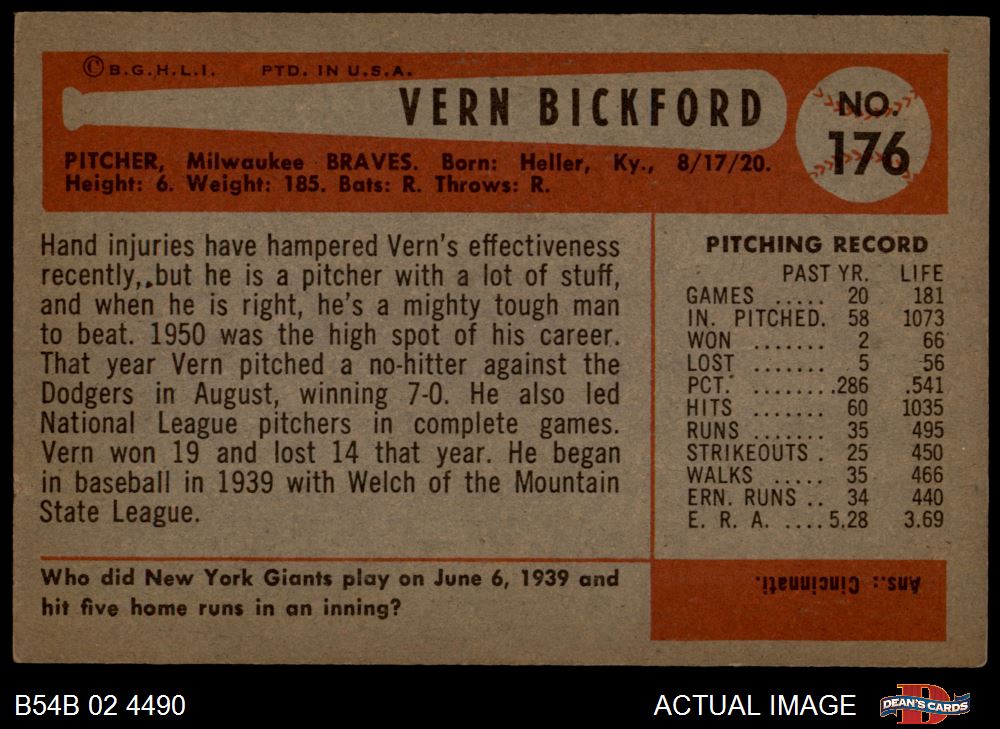 © B.G.H.L.I. PTD. IN U.S.A.
VERN BICKFORD
NO.
176
PITCHER, Milwaukee BRAVES. Born: Heller, Ky., 8/17/20.
Height: 6. Weight: 185. Bats: R. Throws: R.
Hand injuries have hampered Vern's effectiveness
recently, but he is a pitcher with a lot of stuff,
and when he is right, he's a mighty tough man
to beat. 1950 was the high spot of his career.
That year Vern pitched a no-hitter against the
Dodgers in August, winning 7-0. He also led
National League pitchers in complete games.
Vern won 19 and lost 14 that year. He began
in baseball in 1939 with Welch of the Mountain
State League.
PITCHING RECORD
PAST YR. LIFE
GAMES ..... 20 181
IN. PITCHED. 58 1073
WON ....... 2 66
LOST ....... 5 56
PCT. ........ .286 .541
HITS ....... 60 1035
RUNS ....... 35 495
STRIKEOUTS . 25 450
WALKS ..... 35 466
ERN. RUNS .. 34 440
E. R. A. .... 5.28 3.69
Who did New York Giants play on June 6, 1939 and
hit five home runs in an inning?
Ans.: Cincinnati.
B54B 02 4490
ACTUAL IMAGE
D
DEAN'S CARDS